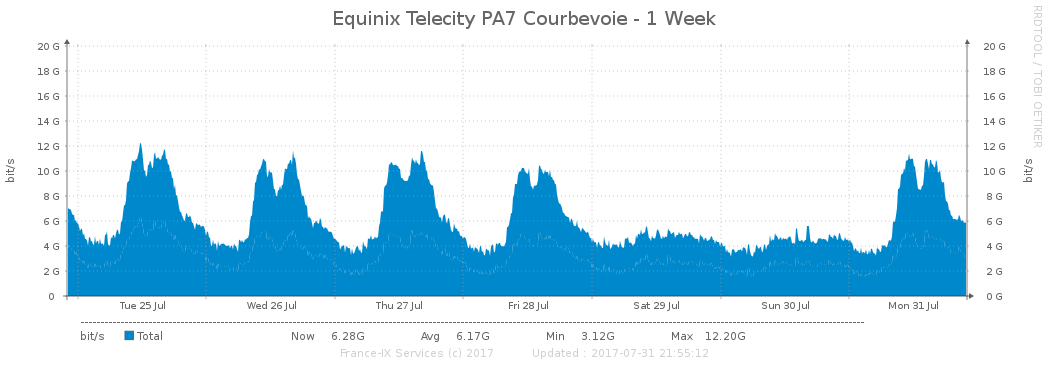 Equinix Telecity PA7 Courbevoie - 1 Week
RRDTOOL / TOBI OETIKER
bit/s
bit/s
20 G 20 G
18 G 18 G
16 G 16 G
14 G 14 G
12 G 12 G
10 G 10 G
8 G 8 G
6 G 6 G
4 G 4 G
2 G 2 G
0 0 G
Tue 25 Jul Wed 26 Jul Thu 27 Jul Fri 28 Jul Sat 29 Jul Sun 30 Jul Mon 31 Jul
bit/s Total Now 6.28G Avg 6.17G Min 3.12G Max 12.20G
France-IX Services (c) 2017 Updated : 2017-07-31 21:55:12